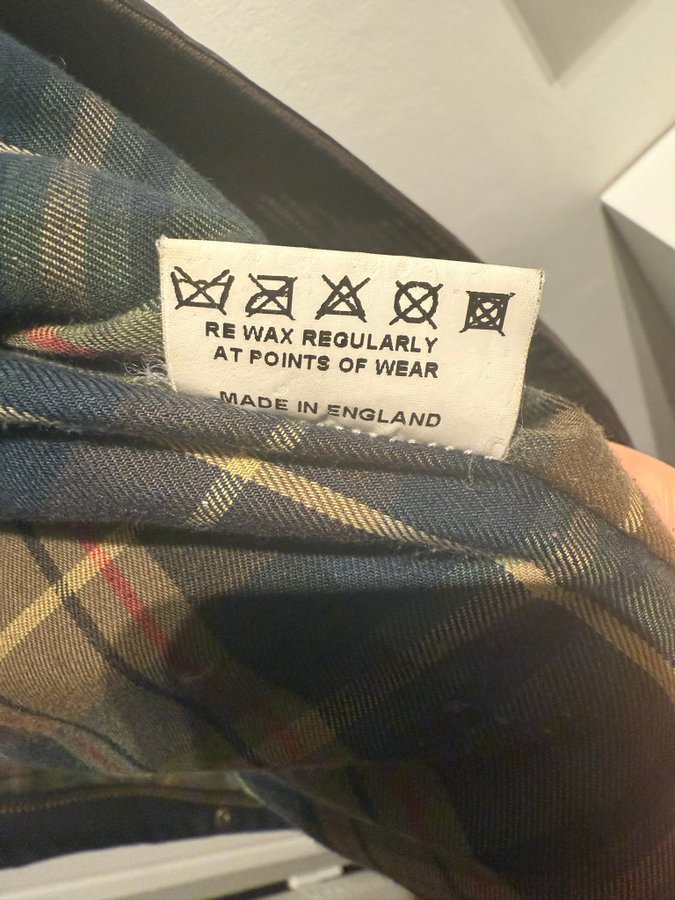 RE WAX REGULARLY
AT POINTS OF WEAR
MADE IN ENGLAND